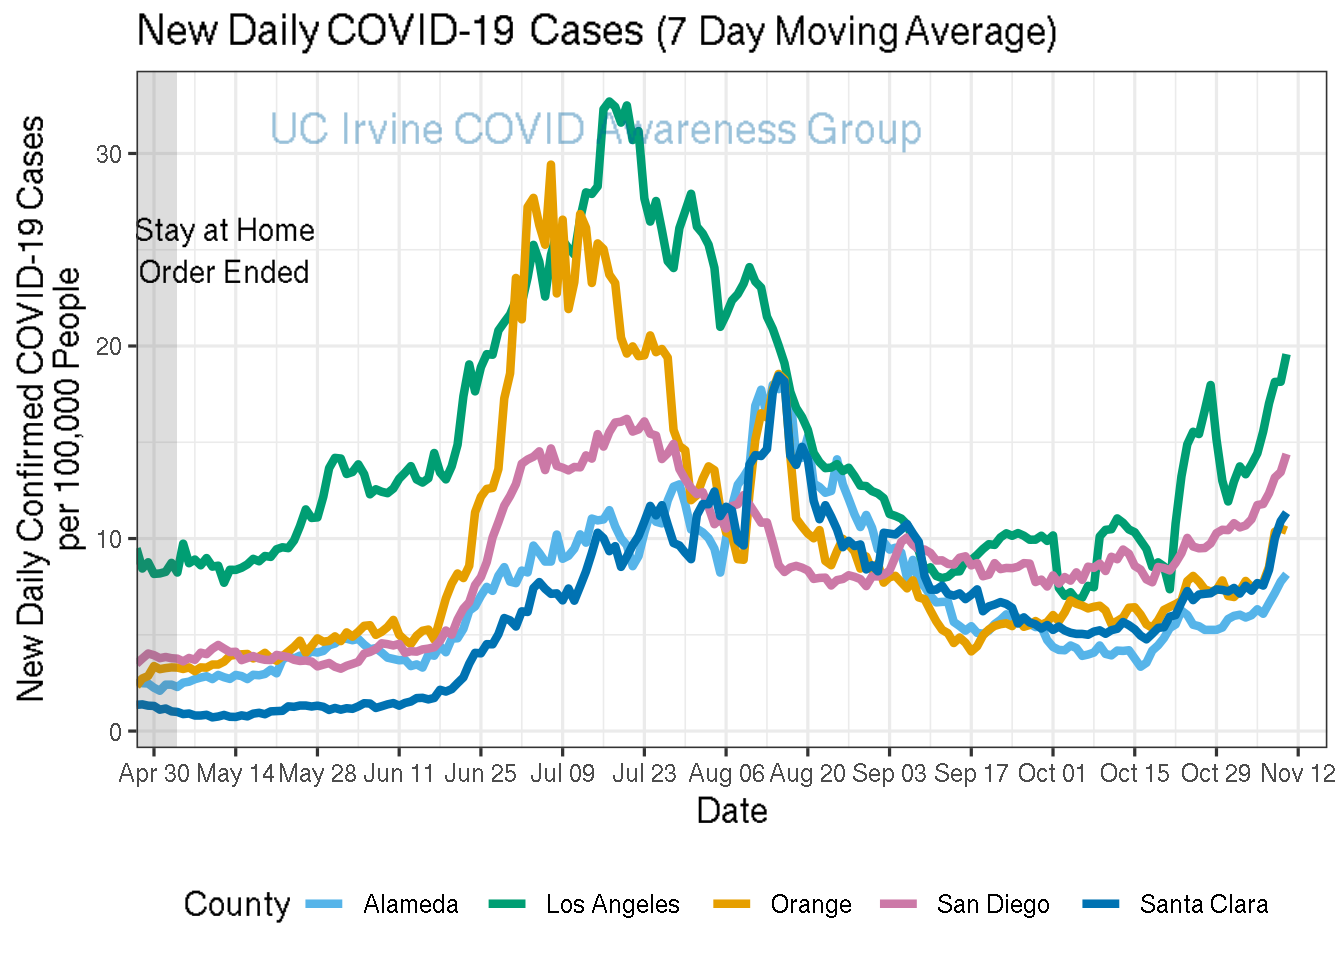 New Daily COVID-19 Cases (7 Day Moving Average)
UC Irvine COVID Awareness Group
Stay at Home
Order Ended
New Daily Confirmed COVID-19 Cases
per 100,000 People
30
20
10
0
Apr 30 May 14 May 28 Jun 11 Jun 25 Jul 09 Jul 23 Aug 06 Aug 20 Sep 03 Sep 17 Oct 01 Oct 15 Oct 29 Nov 12
Date
County Alameda Los Angeles Orange San Diego Santa Clara